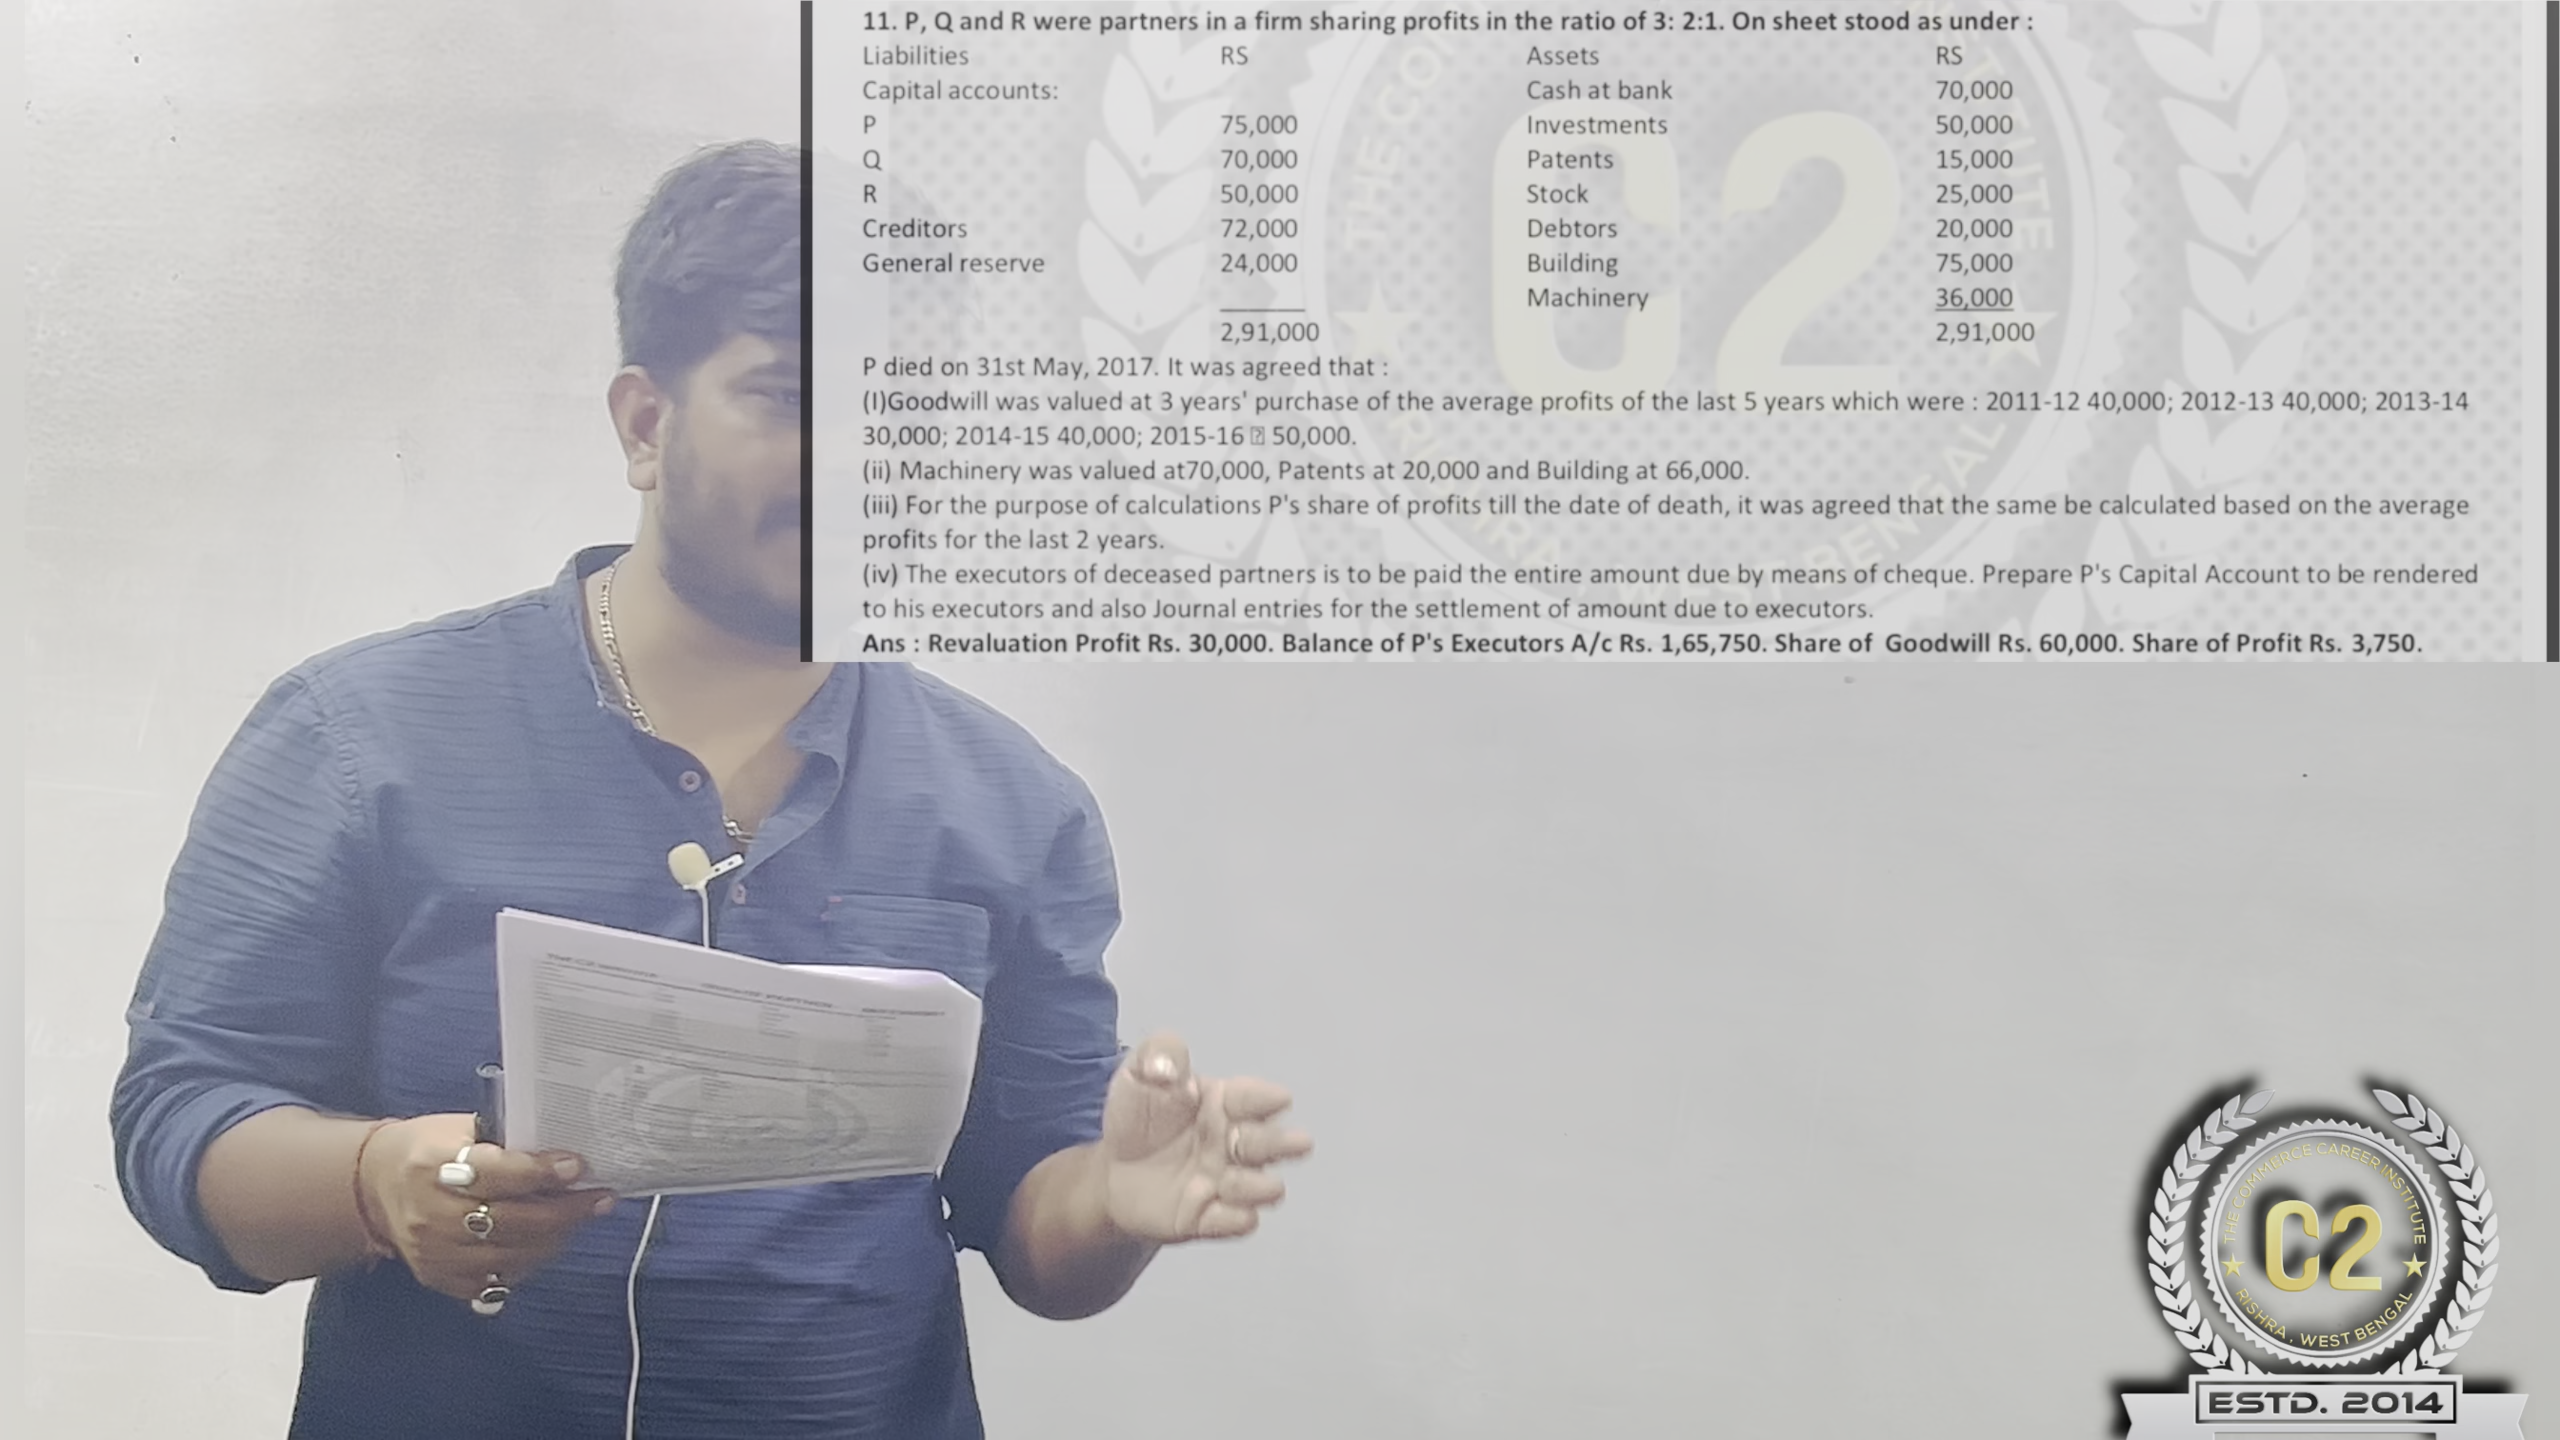 11. P, Q and R were partners in a firm sharing profits in the ratio of 3: 2:1. On sheet stood as under :
Liabilities RS Assets RS
Capital accounts: Cash at bank 70,000
P 75,000 Investments 50,000
Q 70,000 Patents 15,000
R 50,000 Stock 25,000
Creditors 72,000 Debtors 20,000
General reserve 24,000 Building 75,000
Machinery 36,000
2,91,000 2,91,000
P died on 31st May, 2017. It was agreed that :
(I)Goodwill was valued at 3 years' purchase of the average profits of the last 5 years which were : 2011-12 40,000; 2012-13 40,000; 2013-14
30,000; 2014-15 40,000; 2015-16 50,000.
(ii) Machinery was valued at70,000, Patents at 20,000 and Building at 66,000.
(iii) For the purpose of calculations P's share of profits till the date of death, it was agreed that the same be calculated based on the average
profits for the last 2 years.
(iv) The executors of deceased partners is to be paid the entire amount due by means of cheque. Prepare P's Capital Account to be rendered
to his executors and also Journal entries for the settlement of amount due to executors.
Ans : Revaluation Profit Rs. 30,000. Balance of P's Executors A/c Rs. 1,65,750. Share of Goodwill Rs. 60,000. Share of Profit Rs. 3,750.
THE COMMERCE CAREER INSTITUTE
C2
RISHRA . WEST BENGAL
ESTD. 2014